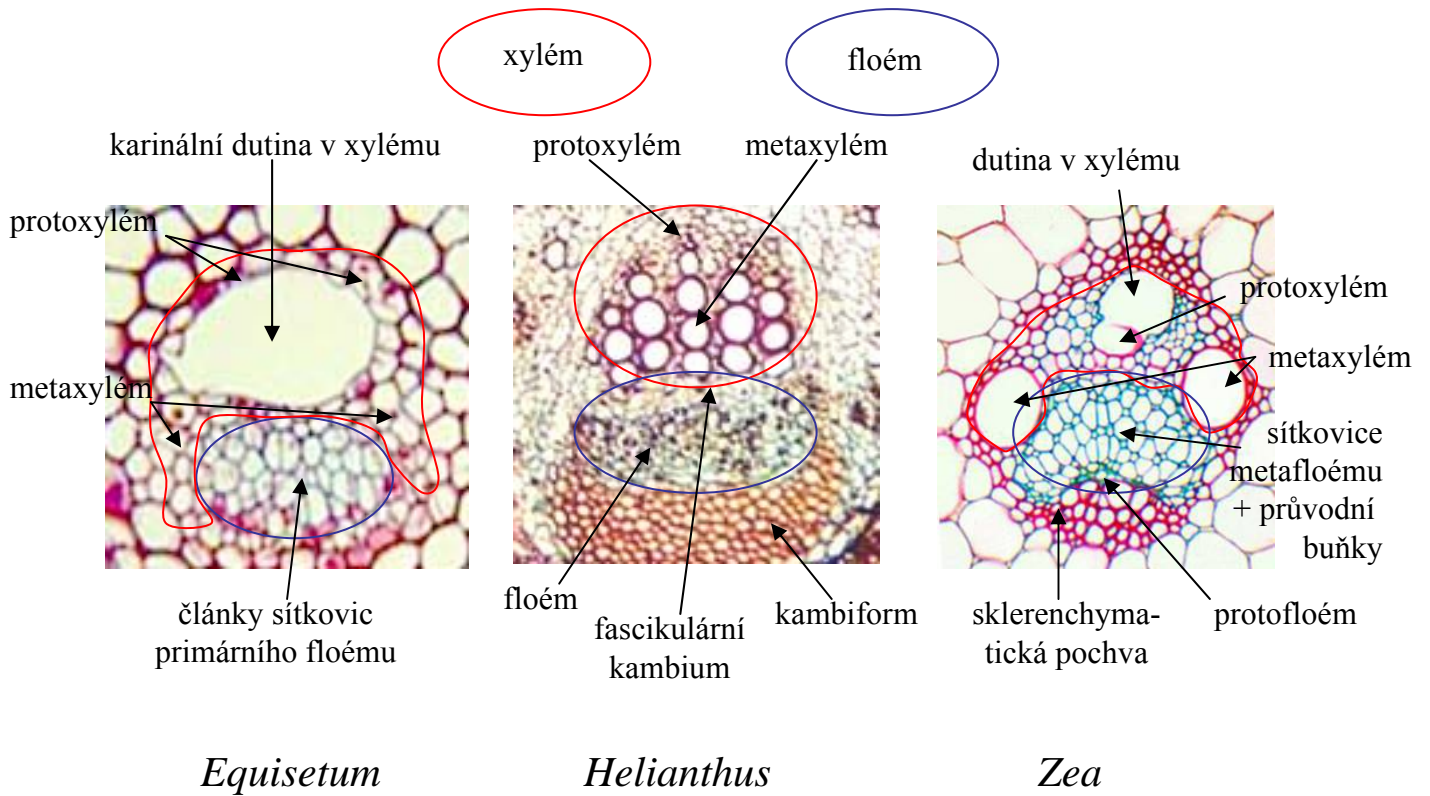 xylém
floém
karinální dutina v xylému
protoxylém
metaxylém
články sítkovic
primárního floému
Equisetum
protoxylém
metaxylém
floém
fascikulární
kambium
kambiform
Helianthus
dutina v xylému
protoxylém
metaxylém
sítkovice
metafloému
+ průvodní
buňky
sklerenchyma-
tická pochva
protofloém
Zea